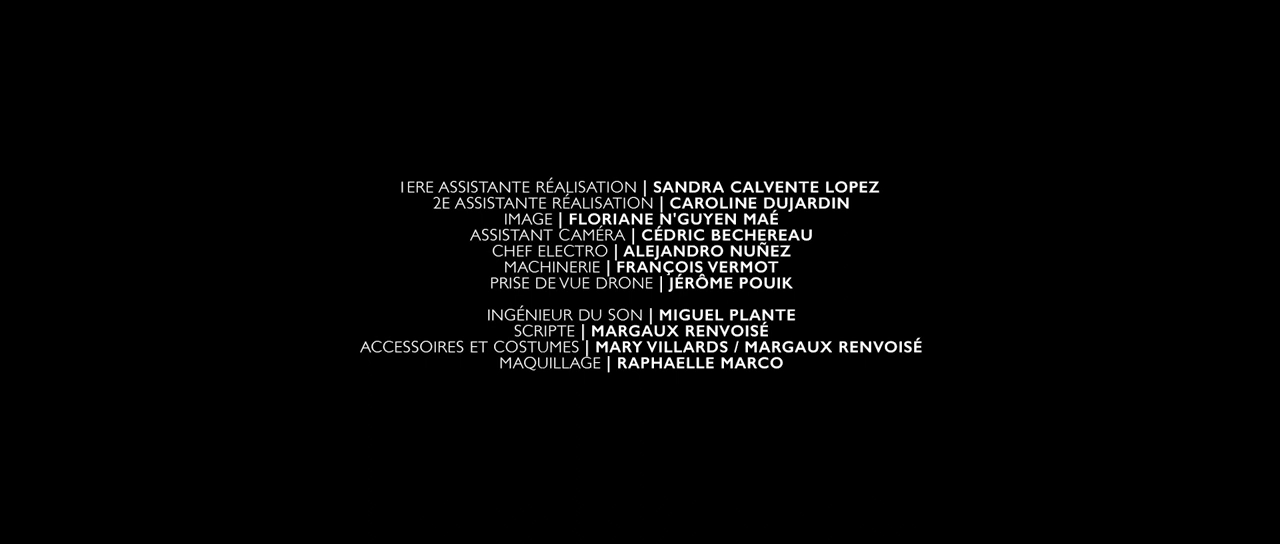 1ERE ASSISTANTE RÉALISATION | SANDRA CALVENTE LOPEZ
2E ASSISTANTE RÉALISATION | CAROLINE DUJARDIN
IMAGE | FLORIANE N'GUYEN MAÉ
ASSISTANT CAMÉRA | CÉDRIC BECHEREAU
CHEF ELECTRO | ALEJANDRO NUÑEZ
MACHINERIE | FRANÇOIS VERMOT
PRISE DE VUE DRONE | JÉRÔME POUIK
INGÉNIEUR DU SON | MIGUEL PLANTE
SCRIPTE | MARGAUX RENVOISÉ
ACCESSOIRES ET COSTUMES | MARY VILLARDS / MARGAUX RENVOISÉ
MAQUILLAGE | RAPHAELLE MARCO